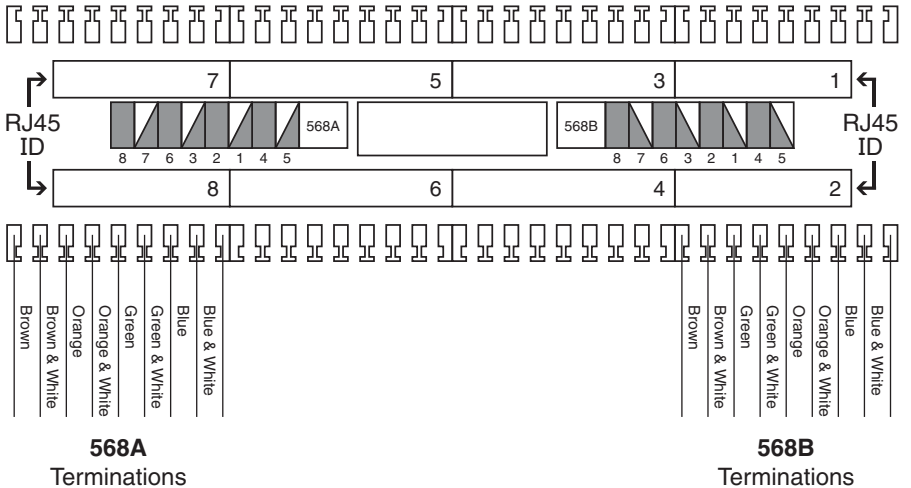 7 5 3 1
RJ45
ID
568A
568B
RJ45
ID
8 7 6 3 2 1 4 5
8 7 6 3 2 1 4 5
8 6 4 2
Brown
Brown & White
Orange
Orange & White
Green
Green & White
Blue
Blue & White
Brown
Brown & White
Green
Green & White
Orange
Orange & White
Blue
Blue & White
568A
Terminations
568B
Terminations